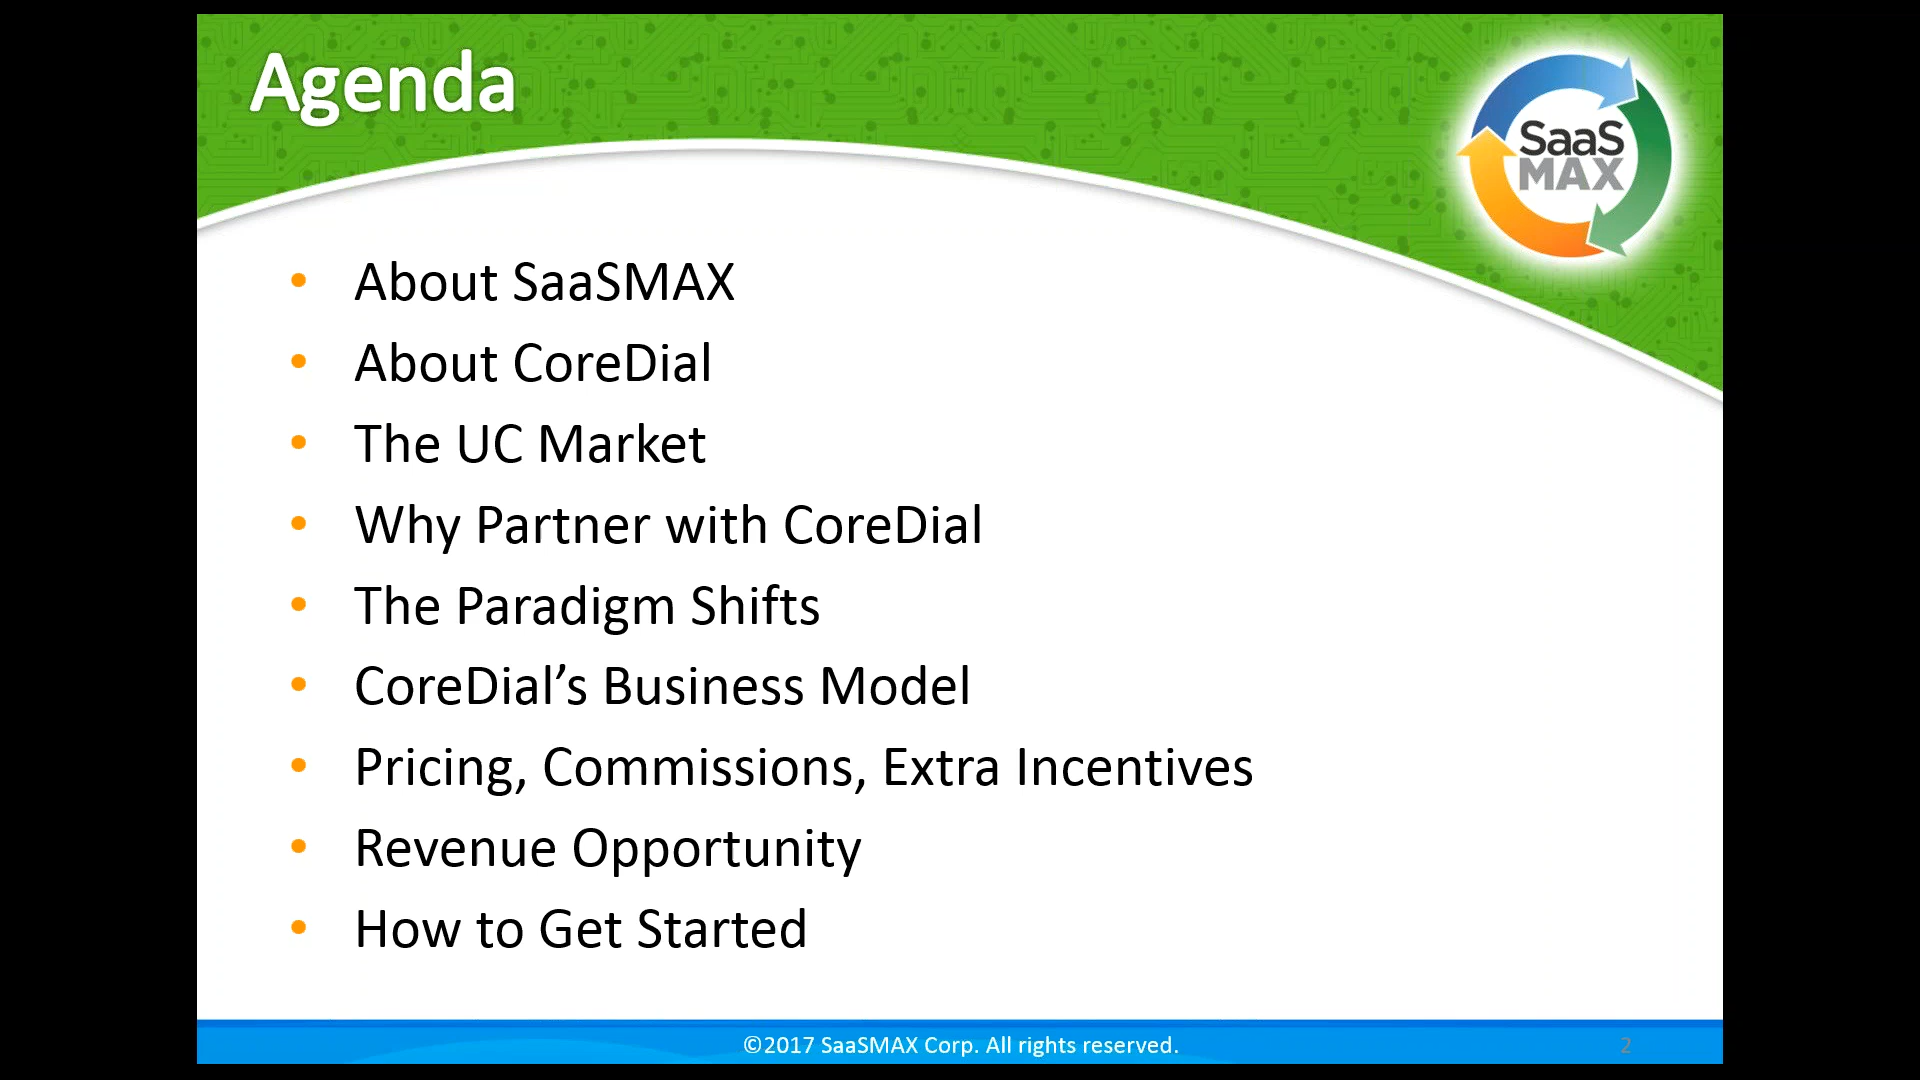 Agenda
SaaS
MAX
• About SaaSMAX
• About CoreDial
• The UC Market
• Why Partner with CoreDial
• The Paradigm Shifts
• CoreDial’s Business Model
• Pricing, Commissions, Extra Incentives
• Revenue Opportunity
• How to Get Started
©2017 SaaSMAX Corp. All rights reserved.
2